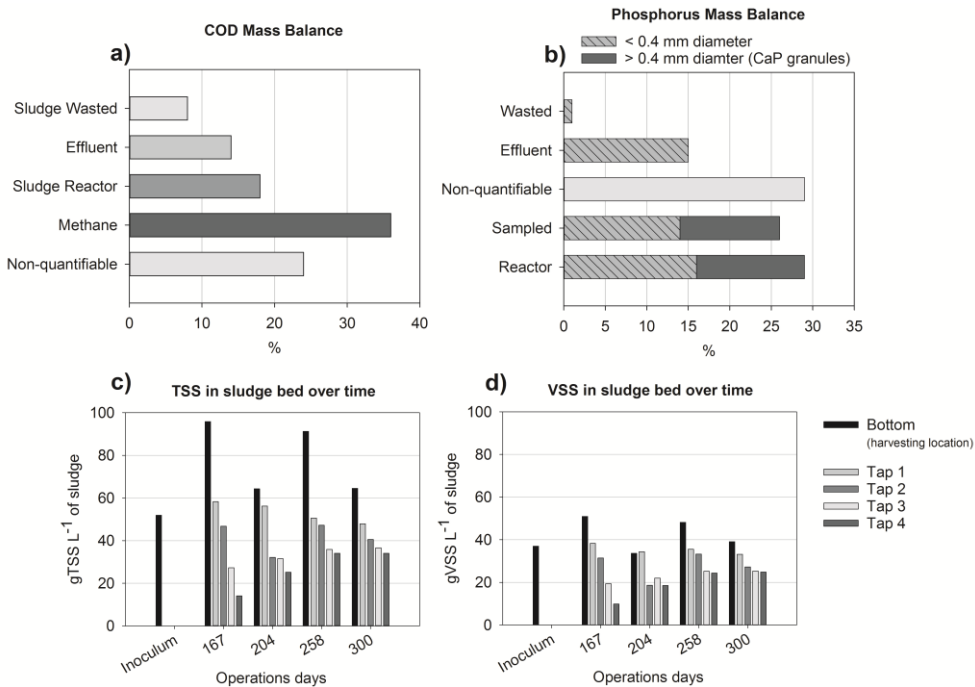 COD Mass Balance
a)
Sludge Wasted
Effluent
Sludge Reactor
Methane
Non-quantifiable
0 10 20 30 40
%
Phosphorus Mass Balance
b)
< 0.4 mm diameter
> 0.4 mm diamter (CaP granules)
Wasted
Effluent
Non-quantifiable
Sampled
Reactor
0 5 10 15 20 25 30 35
%
c) TSS in sludge bed over time
gTSS L⁻¹ of sludge
100
80
60
40
20
0
Inoculum 167 204 258 300
Operations days
d) VSS in sludge bed over time
gVSS L⁻¹ of sludge
100
80
60
40
20
0
Inoculum 167 204 258 300
Operations days
Bottom
(harvesting location)
Tap 1
Tap 2
Tap 3
Tap 4